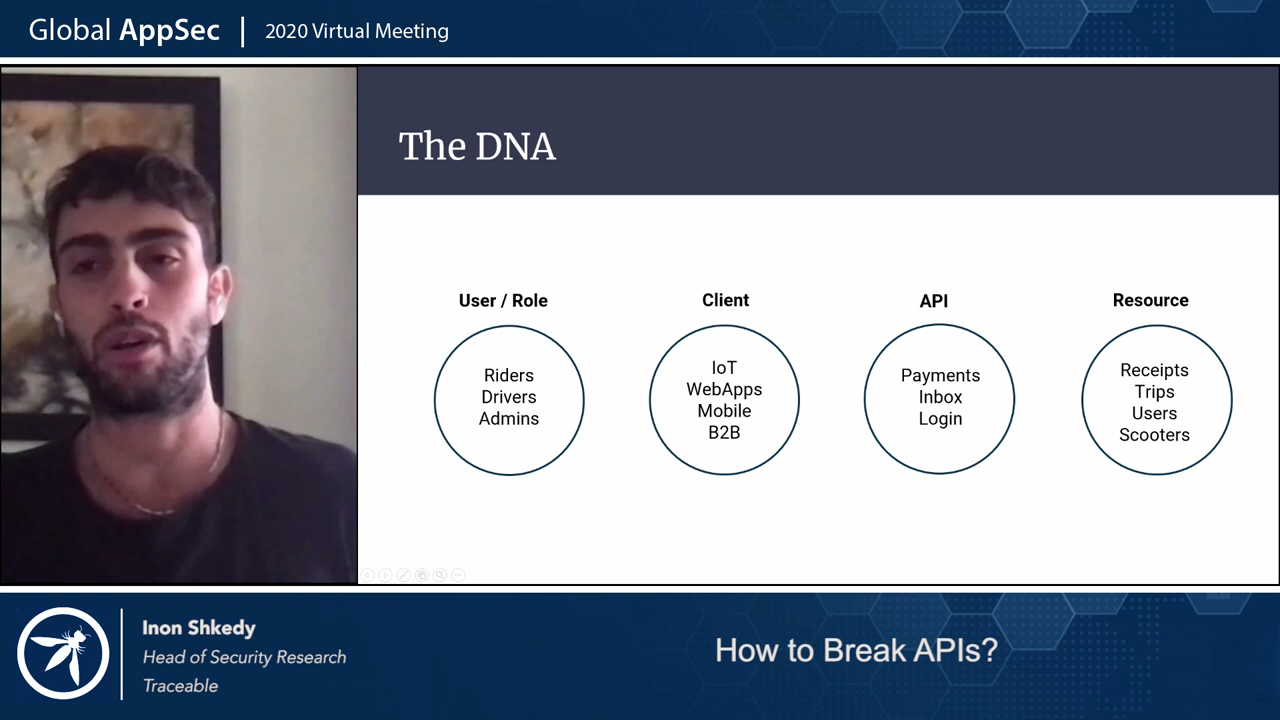 Global AppSec | 2020 Virtual Meeting
The DNA
User / Role
Riders
Drivers
Admins
Client
IoT
WebApps
Mobile
B2B
API
Payments
Inbox
Login
Resource
Receipts
Trips
Users
Scooters
Inon Shkedy
Head of Security Research
Traceable
How to Break APIs?